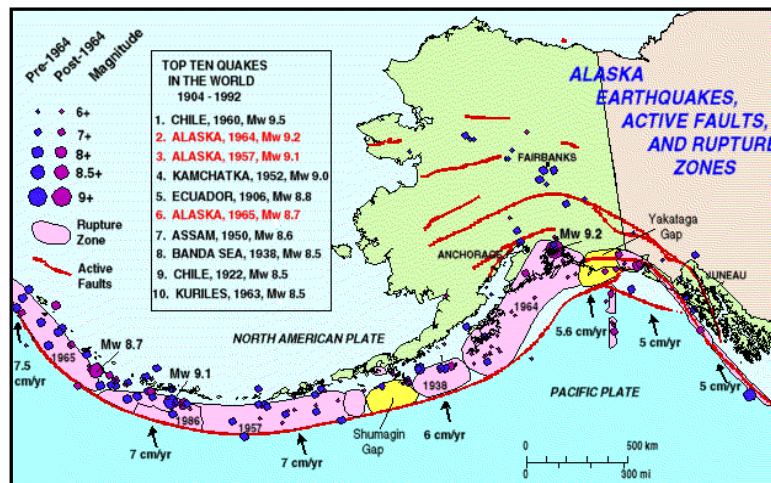 Pre-1964
Post-1964
Magnitude
6+
7+
8+
8.5+
9+
Rupture
Zone
Active
Faults
TOP TEN QUAKES
IN THE WORLD
1904 - 1992
1. CHILE, 1960, Mw 9.5
2. ALASKA, 1964, Mw 9.2
3. ALASKA, 1957, Mw 9.1
4. KAMCHATKA, 1952, Mw 9.0
5. ECUADOR, 1906, Mw 8.8
6. ALASKA, 1965, Mw 8.7
7. ASSAM, 1950, Mw 8.6
8. BANDA SEA, 1938, Mw 8.5
9. CHILE, 1922, Mw 8.5
10. KURILES, 1963, Mw 8.5
ALASKA
EARTHQUAKES,
ACTIVE FAULTS,
AND RUPTURE
ZONES
FAIRBANKS
Yakataga
Gap
Mw 9.2
ANCHORAGE
JUNEAU
1964
NORTH AMERICAN PLATE
5.6 cm/yr
5 cm/yr
5 cm/yr
PACIFIC PLATE
7.5
cm/yr
1965
Mw 8.7
Mw 9.1
1986
1957
1938
Shumagin
Gap
6 cm/yr
7 cm/yr
7 cm/yr
500 km
300 mi